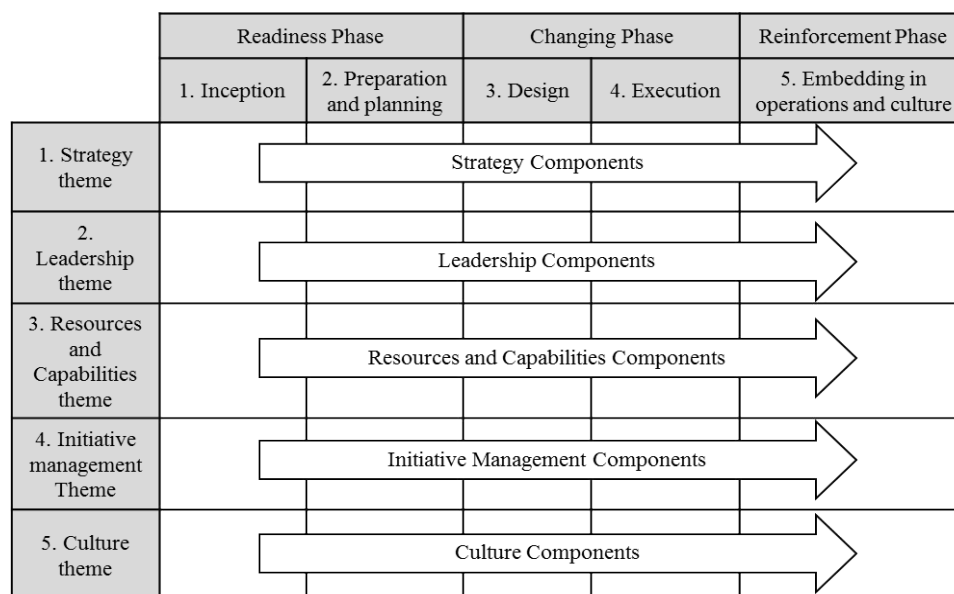 Readiness Phase
Changing Phase
Reinforcement Phase
1. Inception
2. Preparation
and planning
3. Design
4. Execution
5. Embedding in
operations and culture
1. Strategy
theme
Strategy Components
2.
Leadership
theme
Leadership Components
3. Resources
and
Capabilities
theme
Resources and Capabilities Components
4. Initiative
management
Theme
Initiative Management Components
5. Culture
theme
Culture Components